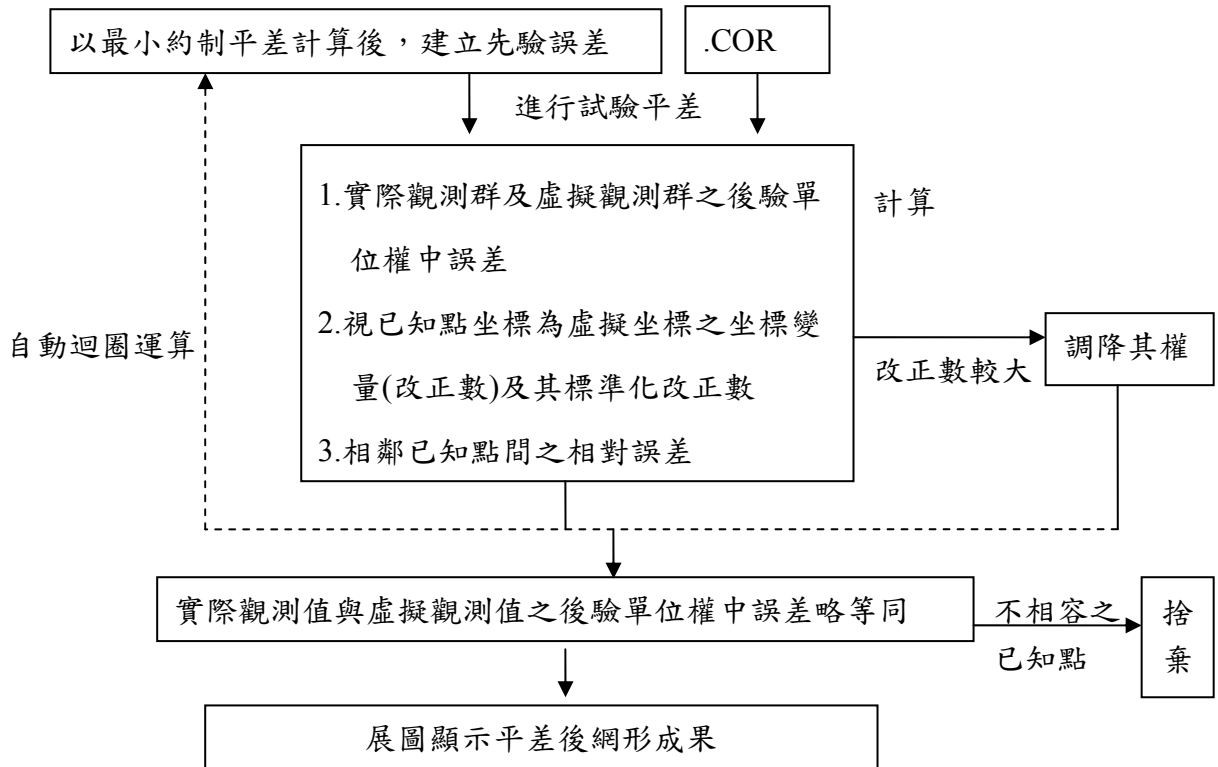 以最小約制平差計算後，建立先驗誤差
.COR
進行試驗平差
1.實際觀測群及虛擬觀測群之後驗單
位權中誤差
2.視已知點坐標為虛擬坐標之坐標變
量(改正數)及其標準化改正數
3.相鄰已知點間之相對誤差
計算
改正數較大
調降其權
自動迴圈運算
實際觀測值與虛擬觀測值之後驗單位權中誤差略等同
不相容之
已知點
捨
棄
展圖顯示平差後網形成果